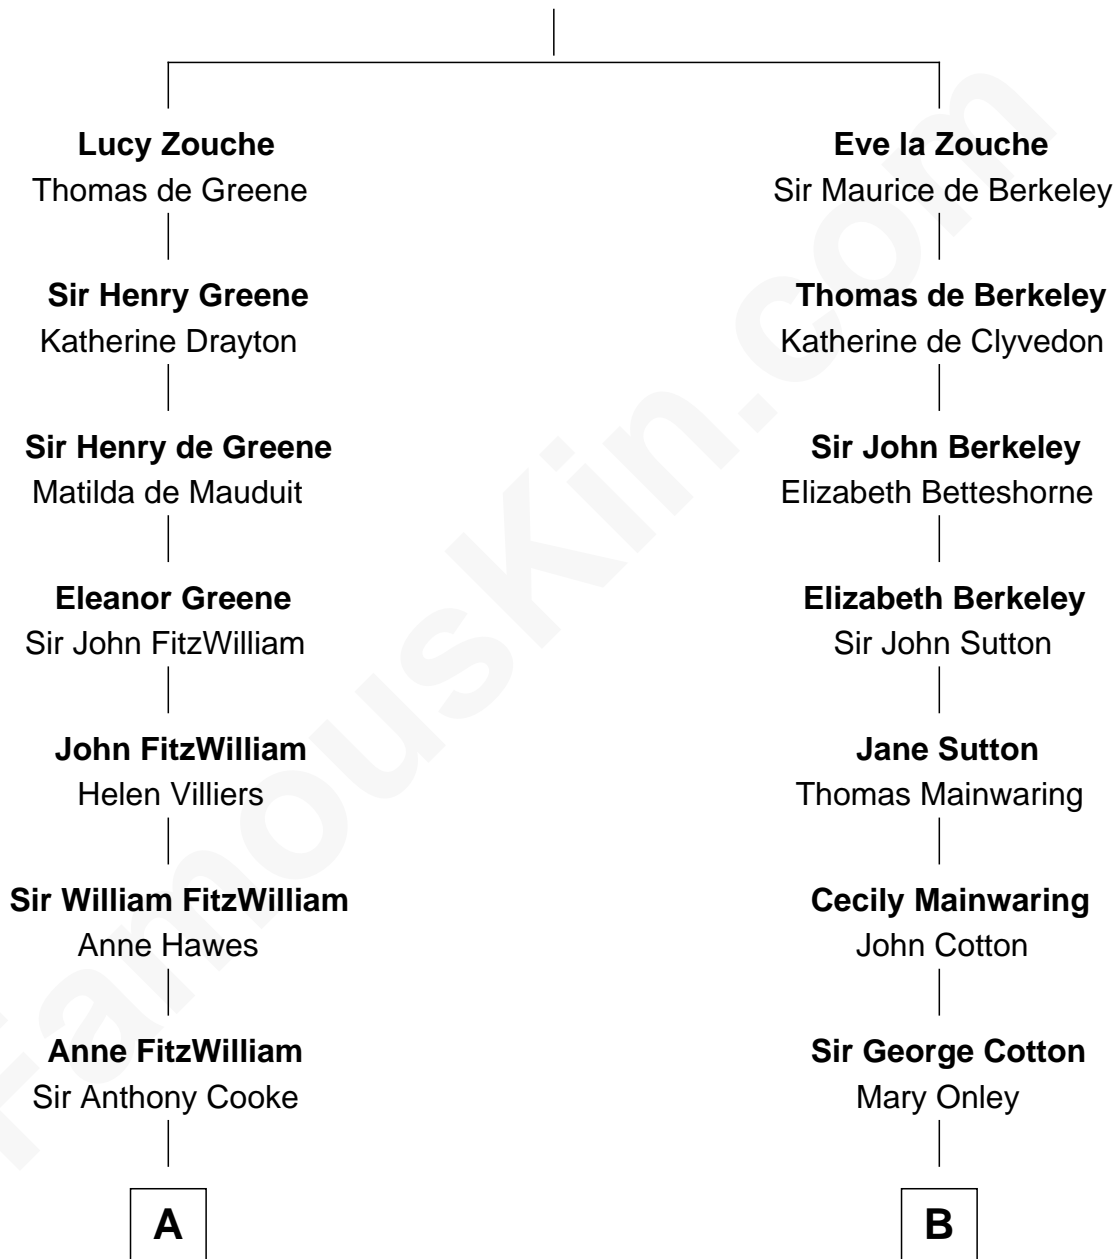 Lucy Zouche
Thomas de Greene
Sir Henry Greene
Katherine Drayton
Sir Henry de Greene
Matilda de Mauduit
Eleanor Greene
Sir John FitzWilliam
John FitzWilliam
Helen Villiers
Sir William FitzWilliam
Anne Hawes
Anne FitzWilliam
Sir Anthony Cooke
A
Eve la Zouche
Sir Maurice de Berkeley
Thomas de Berkeley
Katherine de Clyvedon
Sir John Berkeley
Elizabeth Betteshorne
Elizabeth Berkeley
Sir John Sutton
Jane Sutton
Thomas Mainwaring
Cecily Mainwaring
John Cotton
Sir George Cotton
Mary Onley
B
FamousKin.com